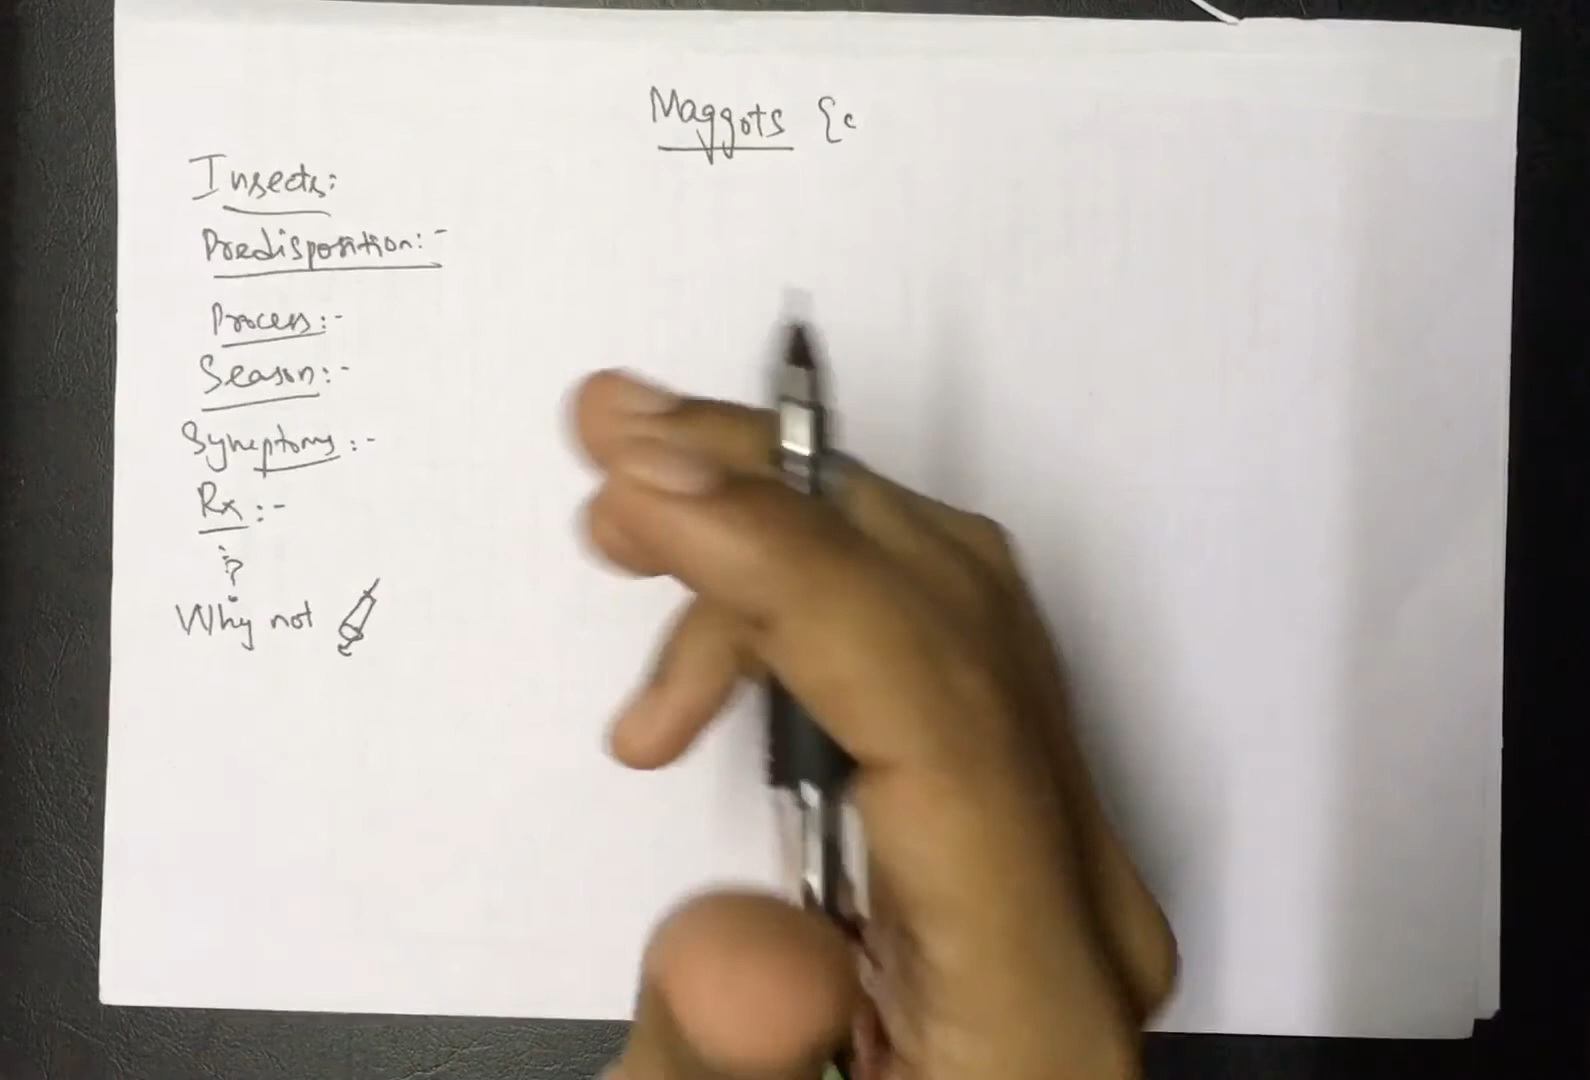 Maggots {c
Insects:
Predisposition:-
Process:-
Season:-
Symptoms:-
Rx:-
?
Why not